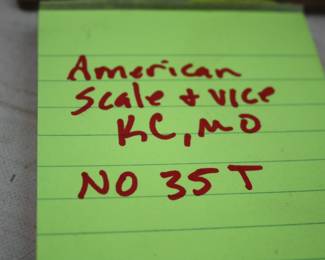 American
Scale + vice
KC, MO
NO 35 T